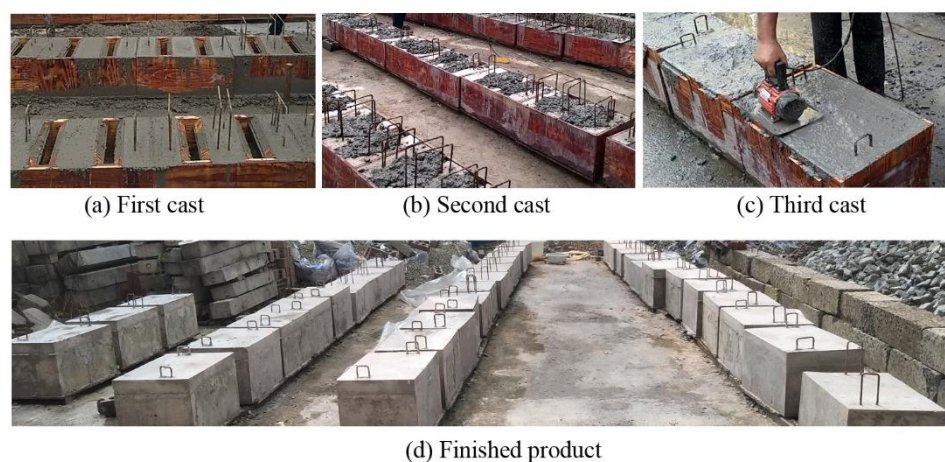 (a) First cast
(b) Second cast
(c) Third cast
(d) Finished product